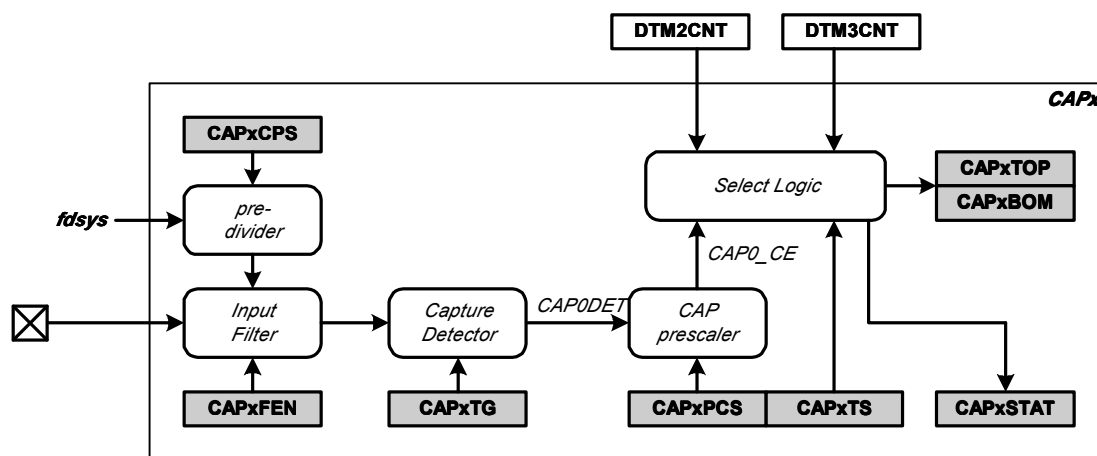 DTM2CNT
DTM3CNT
CAPx
CAPxCPS
CAPxTOP
CAPxBOM
Select Logic
pre-
divider
fdsys
CAP0_CE
Input
Filter
Capture
Detector
CAP0DET
CAP
prescaler
CAPxFEN
CAPxTG
CAPxPCS
CAPxTS
CAPxSTAT